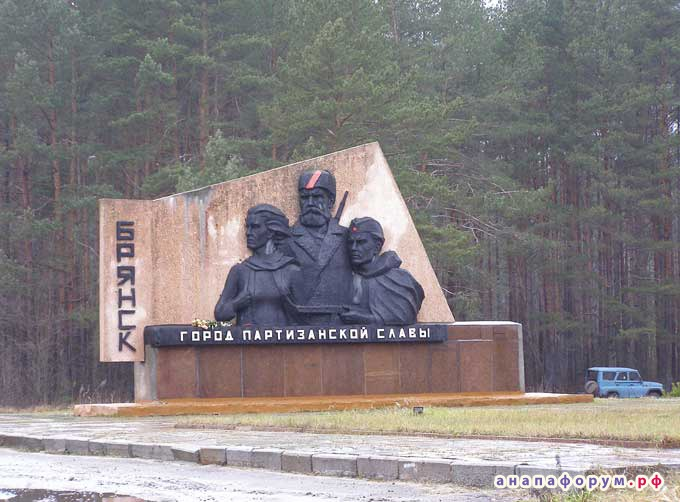 БРЯНСК
ГОРОД ПАРТИЗАНСКОЙ СЛАВЫ
анапафорум.рф